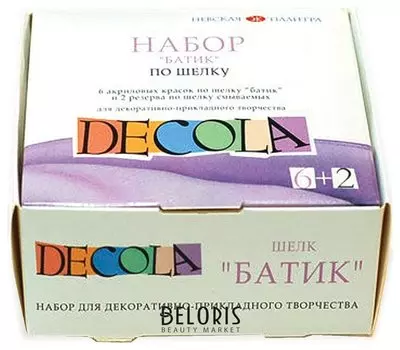 НЕВСКАЯ ПАЛИТРА
НАБОР
"БАТИК"
ПО ШЕЛКУ
6 акриловых красок по шелку "батик"
и 2 резерва по шелку смываемых
для декоративно-прикладного творчества
DECOLA
6+2
DECOLA
ШЕЛК
"БАТИК"
НАБОР ДЛЯ ДЕКОРАТИВНО-ПРИКЛАДНОГО ТВОРЧЕСТВА
BELORIS
BEAUTY MARKET